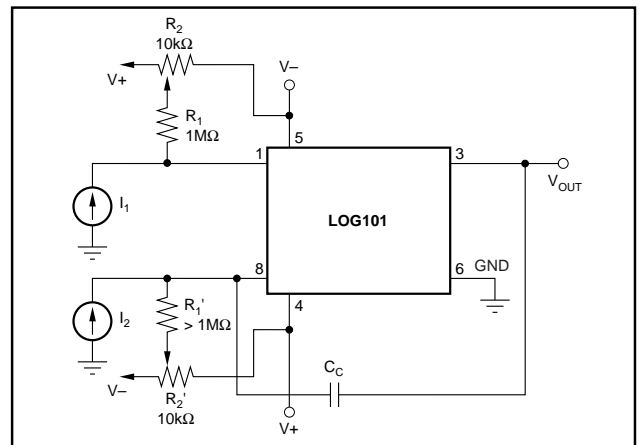 R2
10kΩ
V+
V–
R1
1MΩ
5
1
3
VOUT
I1
LOG101
8
6
GND
4
R1'
> 1MΩ
I2
CC
V–
R2'
10kΩ
V+